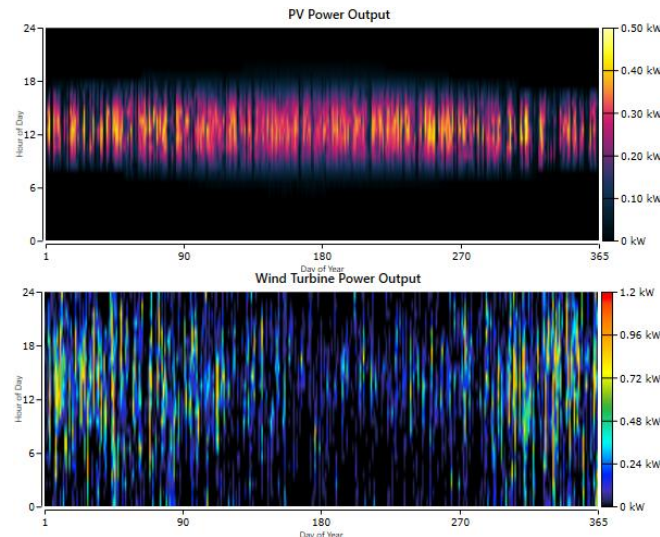 PV Power Output
24
18
12
6
0
Hour of Day
1
90
180
270
365
Day of Year
0.50 kW
0.40 kW
0.30 kW
0.20 kW
0.10 kW
0 kW
Wind Turbine Power Output
24
18
12
6
0
Hour of Day
1
90
180
270
365
Day of Year
1.2 kW
0.96 kW
0.72 kW
0.48 kW
0.24 kW
0 kW